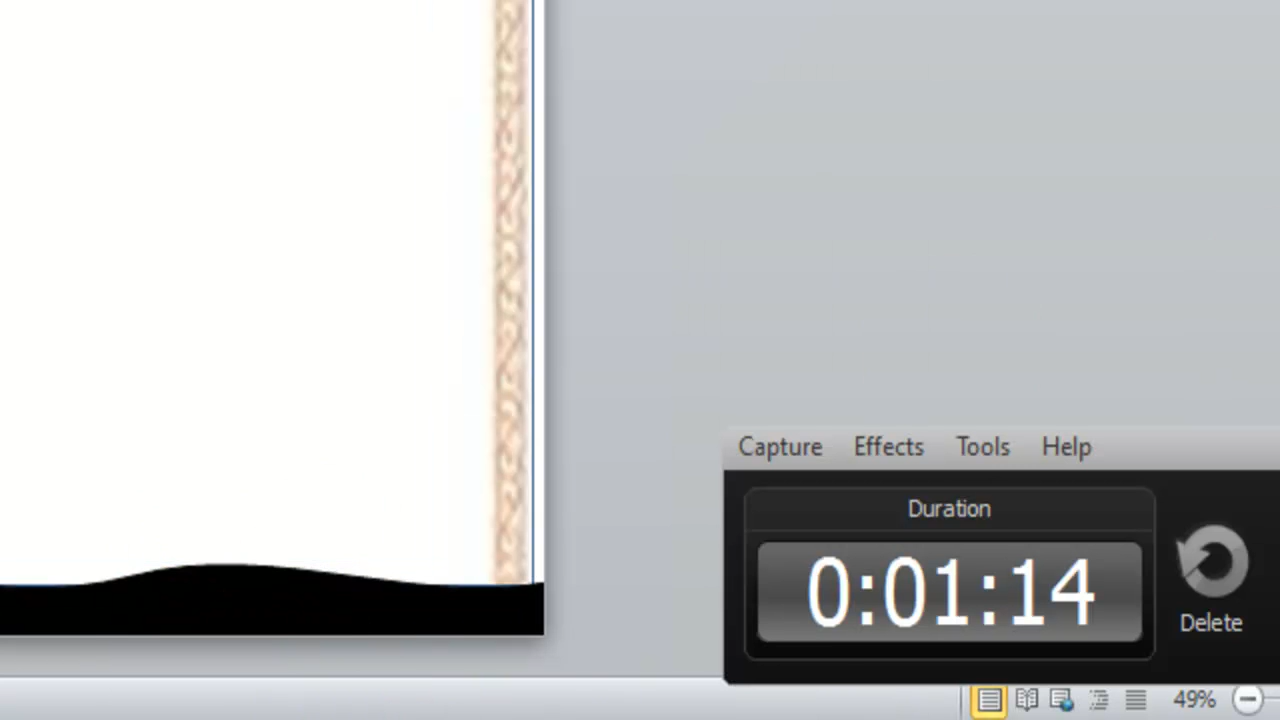 Capture Effects Tools Help
Duration
0:01:14
Delete
49%